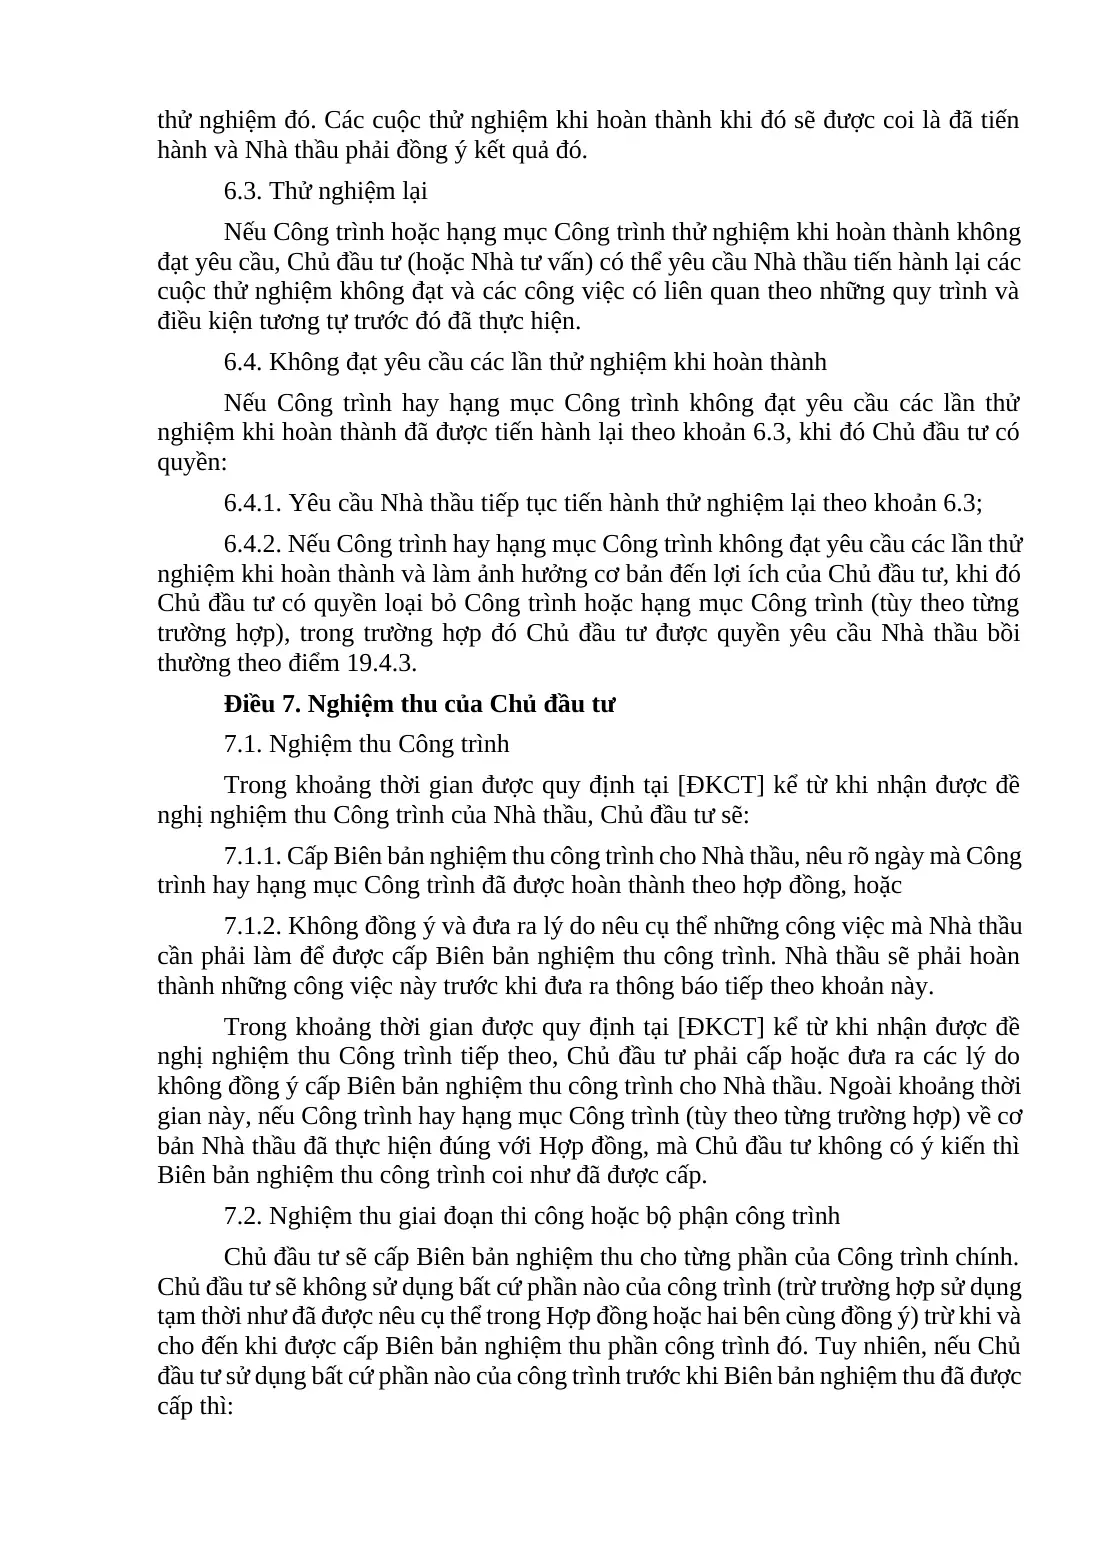 thử nghiệm đó. Các cuộc thử nghiệm khi hoàn thành khi đó sẽ được coi là đã tiến
hành và Nhà thầu phải đồng ý kết quả đó.
6.3. Thử nghiệm lại
Nếu Công trình hoặc hạng mục Công trình thử nghiệm khi hoàn thành không
đạt yêu cầu, Chủ đầu tư (hoặc Nhà tư vấn) có thể yêu cầu Nhà thầu tiến hành lại các
cuộc thử nghiệm không đạt và các công việc có liên quan theo những quy trình và
điều kiện tương tự trước đó đã thực hiện.
6.4. Không đạt yêu cầu các lần thử nghiệm khi hoàn thành
Nếu Công trình hay hạng mục Công trình không đạt yêu cầu các lần thử
nghiệm khi hoàn thành đã được tiến hành lại theo khoản 6.3, khi đó Chủ đầu tư có
quyền:
6.4.1. Yêu cầu Nhà thầu tiếp tục tiến hành thử nghiệm lại theo khoản 6.3;
6.4.2. Nếu Công trình hay hạng mục Công trình không đạt yêu cầu các lần thử
nghiệm khi hoàn thành và làm ảnh hưởng cơ bản đến lợi ích của Chủ đầu tư, khi đó
Chủ đầu tư có quyền loại bỏ Công trình hoặc hạng mục Công trình (tùy theo từng
trường hợp), trong trường hợp đó Chủ đầu tư được quyền yêu cầu Nhà thầu bồi
thường theo điểm 19.4.3.
Điều 7. Nghiệm thu của Chủ đầu tư
7.1. Nghiệm thu Công trình
Trong khoảng thời gian được quy định tại [ĐKCT] kể từ khi nhận được đề
nghị nghiệm thu Công trình của Nhà thầu, Chủ đầu tư sẽ:
7.1.1. Cấp Biên bản nghiệm thu công trình cho Nhà thầu, nêu rõ ngày mà Công
trình hay hạng mục Công trình đã được hoàn thành theo hợp đồng, hoặc
7.1.2. Không đồng ý và đưa ra lý do nêu cụ thể những công việc mà Nhà thầu
cần phải làm để được cấp Biên bản nghiệm thu công trình. Nhà thầu sẽ phải hoàn
thành những công việc này trước khi đưa ra thông báo tiếp theo khoản này.
Trong khoảng thời gian được quy định tại [ĐKCT] kể từ khi nhận được đề
nghị nghiệm thu Công trình tiếp theo, Chủ đầu tư phải cấp hoặc đưa ra các lý do
không đồng ý cấp Biên bản nghiệm thu công trình cho Nhà thầu. Ngoài khoảng thời
gian này, nếu Công trình hay hạng mục Công trình (tùy theo từng trường hợp) về cơ
bản Nhà thầu đã thực hiện đúng với Hợp đồng, mà Chủ đầu tư không có ý kiến thì
Biên bản nghiệm thu công trình coi như đã được cấp.
7.2. Nghiệm thu giai đoạn thi công hoặc bộ phận công trình
Chủ đầu tư sẽ cấp Biên bản nghiệm thu cho từng phần của Công trình chính.
Chủ đầu tư sẽ không sử dụng bất cứ phần nào của công trình (trừ trường hợp sử dụng
tạm thời như đã được nêu cụ thể trong Hợp đồng hoặc hai bên cùng đồng ý) trừ khi và
cho đến khi được cấp Biên bản nghiệm thu phần công trình đó. Tuy nhiên, nếu Chủ
đầu tư sử dụng bất cứ phần nào của công trình trước khi Biên bản nghiệm thu đã được
cấp thì: